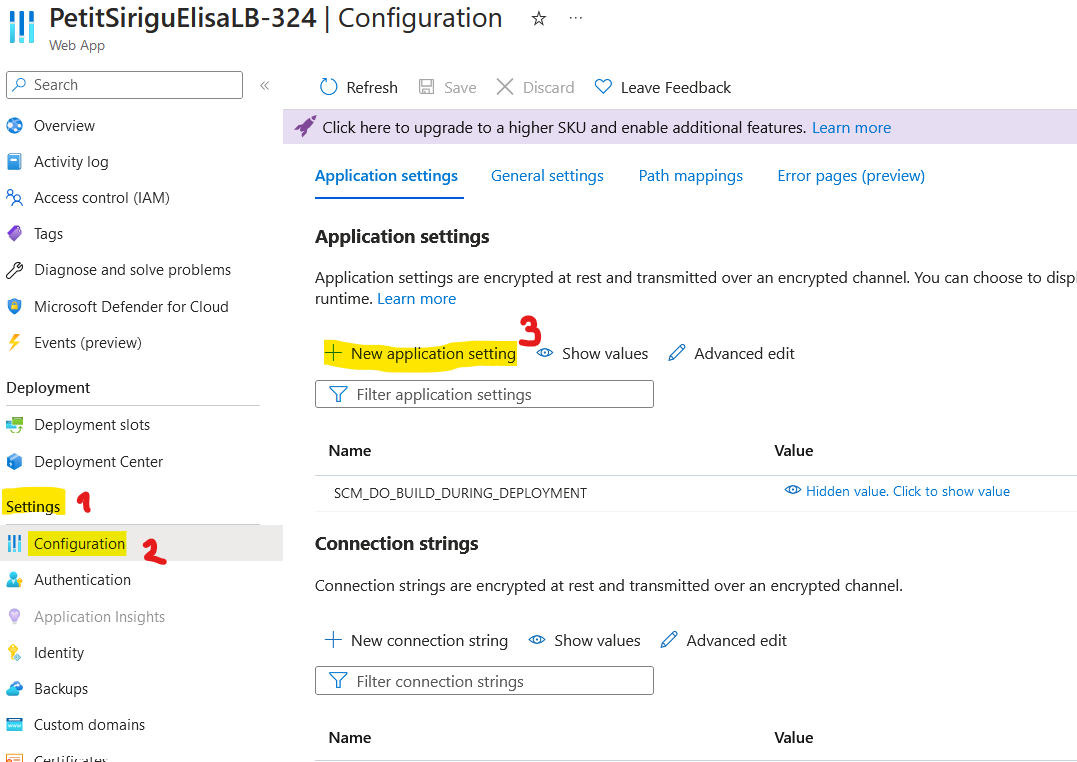 PetitSiriguElisaLB-324 | Configuration
Web App
Search
Overview
Activity log
Access control (IAM)
Tags
Diagnose and solve problems
Microsoft Defender for Cloud
Events (preview)
Deployment
Deployment slots
Deployment Center
Settings 1
Configuration 2
Authentication
Application Insights
Identity
Backups
Custom domains
Certificates
Refresh Save Discard Leave Feedback
Click here to upgrade to a higher SKU and enable additional features. Learn more
Application settings General settings Path mappings Error pages (preview)
Application settings
Application settings are encrypted at rest and transmitted over an encrypted channel. You can choose to displ
runtime. Learn more
3
New application setting Show values Advanced edit
Filter application settings
Name Value
SCM_DO_BUILD_DURING_DEPLOYMENT Hidden value. Click to show value
Connection strings
Connection strings are encrypted at rest and transmitted over an encrypted channel.
New connection string Show values Advanced edit
Filter connection strings
Name Value